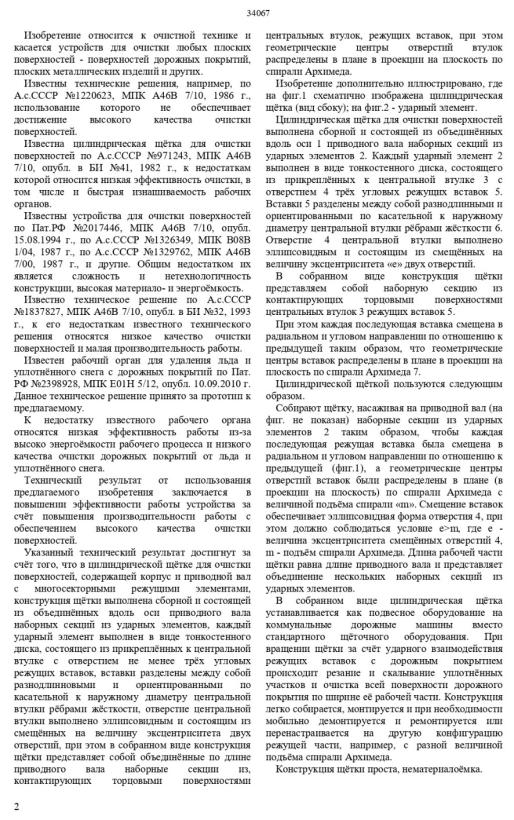 34067
Изобретение относится к очистной технике и
касается устройств для очистки любых плоских
поверхностей - поверхностей дорожных покрытий,
плоских металлических изделий и других.
Известны технические решения, например, по
А.с.СССР №1220623, МПК А46В 7/10, 1986 г.,
использование которого не обеспечивает
достижение высокого качества очистки
поверхностей.
Известна цилиндрическая щётка для очистки
поверхностей по А.с.СССР №971243, МПК А46В
7/10, опубл. в БИ №41, 1982 г., к недостаткам
которой относится низкая эффективность очистки, в
том числе и быстрая изнашиваемость рабочих
органов.
Известны устройства для очистки поверхностей
по Пат.РФ №2017446, МПК А46В 7/10, опубл.
15.08.1994 г., по А.с.СССР №1326349, МПК В08В
1/04, 1987 г., по А.с.СССР №1329762, МПК А46В
7/00, 1987 г., и другие. Общим недостатком их
является сложность и нетехнологичность
конструкции, высокая материало- и энергоёмкость.
Известно техническое решение по А.с.СССР
№1837827, МПК А46В 7/10, опубл. в БИ №32, 1993
г., к его недостаткам известного технического
решения относятся низкое качество очистки
поверхностей и малая производительность работы.
Известен рабочий орган для удаления льда и
уплотнённого снега с дорожных покрытий по Пат.
РФ №2398928, МПК Е01Н 5/12, опубл. 10.09.2010 г.
Данное техническое решение принято за прототип к
предлагаемому.
К недостатку известного рабочего органа
относятся низкая эффективность работы из-за
высоко энергоёмкости рабочего процесса и низкого
качества очистки дорожных покрытий от льда и
уплотнённого снега.
Технический результат от использования
предлагаемого изобретения заключается в
повышении эффективности работы устройства за
счёт повышения производительности работы с
обеспечением высокого качества очистки
поверхностей.
Указанный технический результат достигнут за
счёт того, что в цилиндрической щётке для очистки
поверхностей, содержащей корпус и приводной вал
с многосекторными режущими элементами,
конструкция щётки выполнена сборной и состоящей
из объединённых вдоль оси приводного вала
наборных секций из ударных элементов, каждый
ударный элемент выполнен в виде тонкостенного
диска, состоящего из прикреплённых к центральной
втулке с отверстием не менее трёх угловых
режущих вставок, вставки разделены между собой
разнодлинновыми и ориентированными по
касательной к наружному диаметру центральной
втулки рёбрами жёсткости, отверстие центральной
втулки выполнено эллипсовидным и состоящим из
смещённых на величину эксцентриситета двух
отверстий, при этом в собранном виде конструкция
щётки представляет собой объединённые по длине
приводного вала наборные секции из,
контактирующих торцовыми поверхностями
центральных втулок, режущих вставок, при этом
геометрические центры отверстий втулок
распределены в плане в проекции на плоскость по
спирали Архимеда.
Изобретение дополнительно иллюстрировано, где
на фиг.1 схематично изображена цилиндрическая
щётка (вид сбоку); на фиг.2 - ударный элемент.
Цилиндрическая щётка для очистки поверхностей
выполнена сборной и состоит из объединённых
вдоль оси 1 приводного вала наборных секций из
ударных элементов 2. Каждый ударный элемент 2
выполнен в виде тонкостенного диска, состоящего
из прикреплённых к центральной втулке 3 с
отверстием 4 трёх угловых режущих вставок 5.
Вставки 5 разделены между собой разнодлинными и
ориентированными по касательной к наружному
диаметру центральной втулки рёбрами жёсткости 6.
Отверстие 4 центральной втулки выполнено
эллипсовидным и состоящим из смещённых на
величину эксцентриситета «е» двух отверстий.
В собранном виде конструкция щётки
представляем собой наборную секцию из
контактирующих торцовыми поверхностями
центральных втулок 3 режущих вставок 5.
При этом каждая последующая вставка смещена в
радиальном и угловом направлении по отношению к
предыдущей таким образом, что геометрические
центры вставок распределены в плане в проекции на
плоскость по спирали Архимеда 7.
Цилиндрической щёткой пользуются следующим
образом.
Собирают щётку, насаживая на приводной вал (на
фиг. не показан) наборные секции из ударных
элементов 2 таким образом, чтобы каждая
последующая режущая вставка была смещена в
радиальном и угловом направлении по отношению к
предыдущей (фиг.1), а геометрические центры
отверстий вставок были распределены в плане (в
проекции на плоскость) по спирали Архимеда с
величиной подъёма спирали «m». Смещение вставок
обеспечивает эллипсовидная форма отверстия 4, при
этом должно соблюдаться условие е>m, где е -
величина эксцентриситета смещённых отверстий 4,
m - подъём спирали Архимеда. Длина рабочей части
щётки равна длине приводного вала и представляет
объединение нескольких наборных секций из
ударных элементов.
В собранном виде цилиндрическая щётка
устанавливается как подвесное оборудование на
коммунальные дорожные машины вместо
стандартного щёточного оборудования. При
вращении щётки за счёт ударного взаимодействия
режущих вставок с дорожным покрытием
происходит резание и скалывание уплотнённых
участков и очистка всей поверхности дорожного
покрытия по ширине её рабочей части. Конструкция
легко собирается, монтируется и при необходимости
мобильно демонтируется и ремонтируется или
перенастраивается на другую конфигурацию
режущей части, например, с разной величиной
подъёма спирали Архимеда.
Конструкция щётки проста, нематериалоёмка.
2